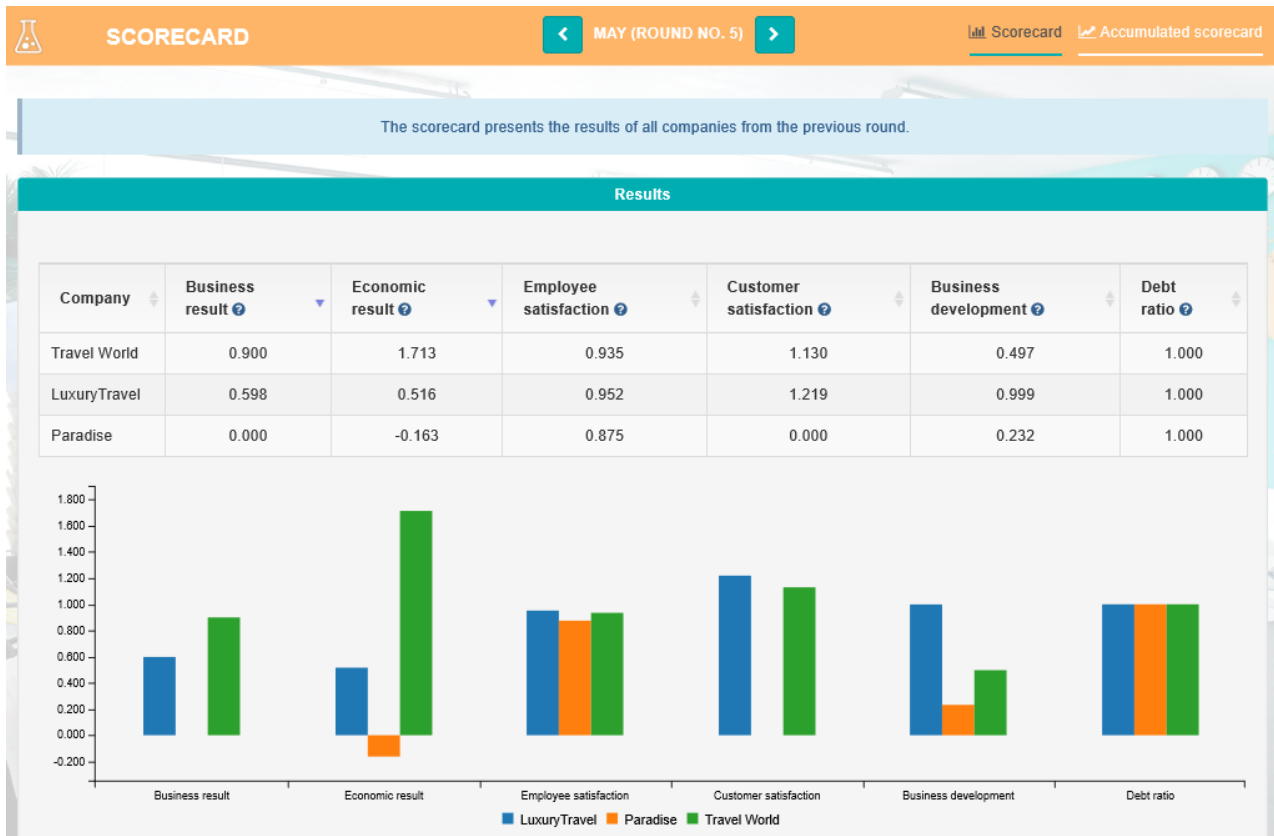 SCORECARD
MAY (ROUND NO. 5)
Scorecard
Accumulated scorecard
The scorecard presents the results of all companies from the previous round.
Results
Company
Business result
Economic result
Employee satisfaction
Customer satisfaction
Business development
Debt ratio
Travel World 0.900 1.713 0.935 1.130 0.497 1.000
LuxuryTravel 0.598 0.516 0.952 1.219 0.999 1.000
Paradise 0.000 -0.163 0.875 0.000 0.232 1.000
1.800
1.600
1.400
1.200
1.000
0.800
0.600
0.400
0.200
0.000
-0.200
Business result Economic result Employee satisfaction Customer satisfaction Business development Debt ratio
LuxuryTravel Paradise Travel World